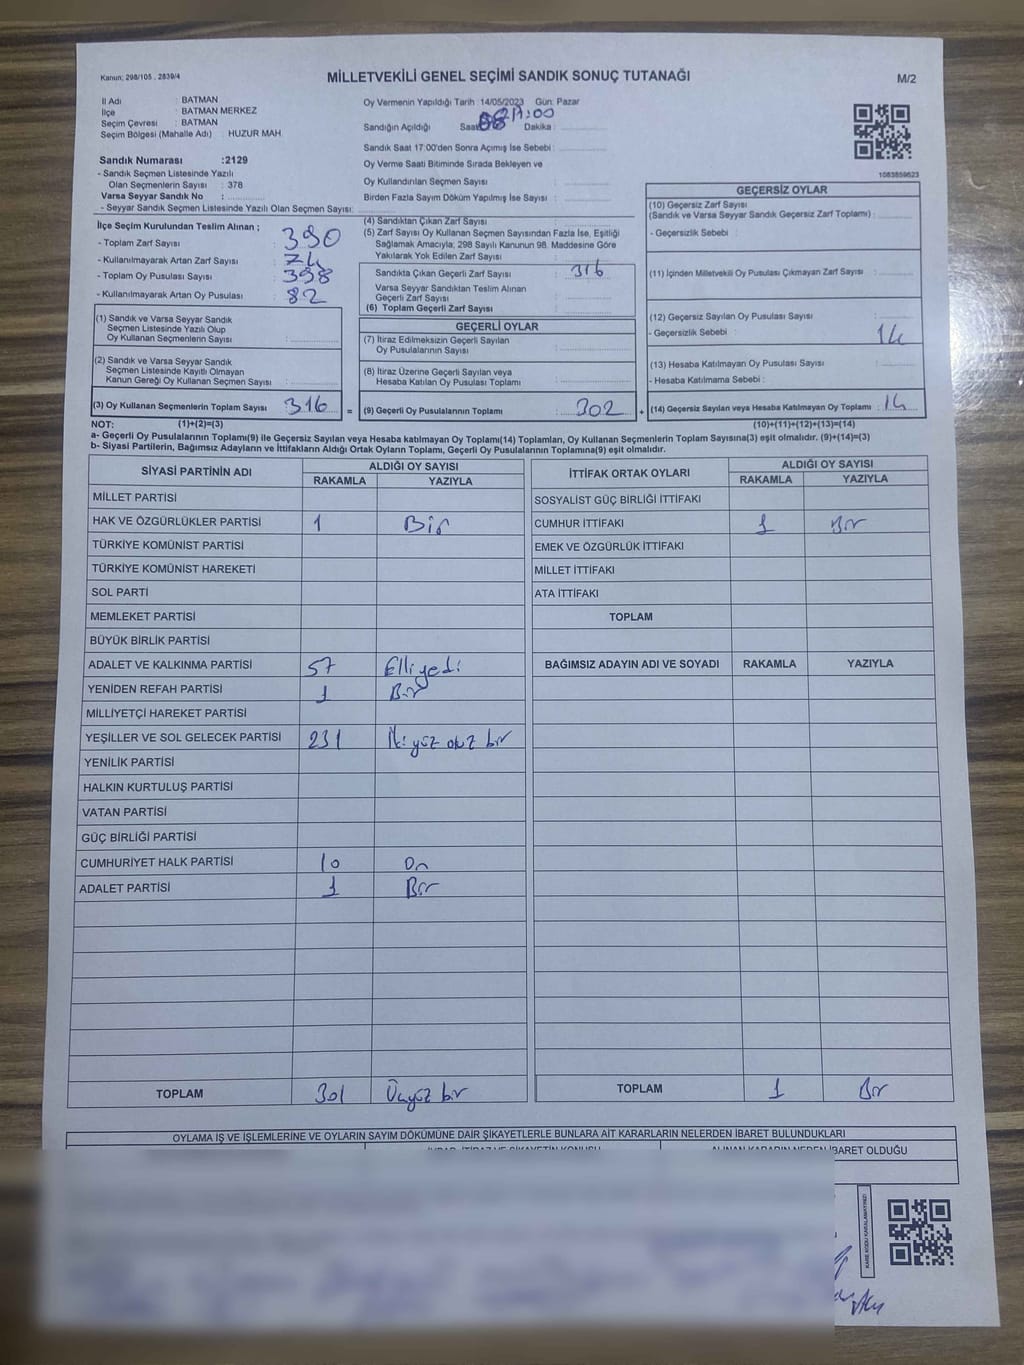 Kanun; 298/105 , 2839/4
MİLLETVEKİLİ GENEL SEÇİMİ SANDIK SONUÇ TUTANAĞI
M/2
İl Adı : BATMAN
İlçe : BATMAN MERKEZ
Seçim Çevresi : BATMAN
Seçim Bölgesi (Mahalle Adı) : HUZUR MAH.
Sandık Numarası :2129
- Sandık Seçmen Listesinde Yazılı
Olan Seçmenlerin Sayısı : 378
Varsa Seyyar Sandık No :
- Seyyar Sandık Seçmen Listesinde Yazılı Olan Seçmen Sayısı:
Oy Vermenin Yapıldığı Tarih :14/05/2023 Gün: Pazar
Sandığın Açıldığı Saat 17:00 Dakika :
Sandık Saat 17:00'den Sonra Açımış İse Sebebi :
Oy Verme Saati Bitiminde Sırada Bekleyen ve
Oy Kullandırılan Seçmen Sayısı :
Birden Fazla Sayım Döküm Yapılmış İse Sayısı :
1083859623
İlçe Seçim Kurulundan Teslim Alınan ;
- Toplam Zarf Sayısı : 390
- Kullanılmayarak Artan Zarf Sayısı : 74
- Toplam Oy Pusulası Sayısı : 398
- Kullanılmayarak Artan Oy Pusulası : 82
(1) Sandık ve Varsa Seyyar Sandık
Seçmen Listesinde Yazılı Olup
Oy Kullanan Seçmenlerin Sayısı :
(2) Sandık ve Varsa Seyyar Sandık
Seçmen Listesinde Kayıtlı Olmayan
Kanun Gereği Oy Kullanan Seçmen Sayısı :
(3) Oy Kullanan Seçmenlerin Toplam Sayısı : 316
(4) Sandıktan Çıkan Zarf Sayısı :
(5) Zarf Sayısı Oy Kullanan Seçmen Sayısından Fazla İse, Eşitliği
Sağlamak Amacıyla, 298 Sayılı Kanunun 98. Maddesine Göre
Yakılarak Yok Edilen Zarf Sayısı :
Sandıkta Çıkan Geçerli Zarf Sayısı : 316
Varsa Seyyar Sandıktan Teslim Alınan
Geçerli Zarf Sayısı :
(6) Toplam Geçerli Zarf Sayısı :
GEÇERLİ OYLAR
(7) İtiraz Edilmeksizin Geçerli Sayılan
Oy Pusulalarının Sayısı :
(8) İtiraz Üzerine Geçerli Sayılan veya
Hesaba Katılan Oy Pusulası Toplamı :
= (9) Geçerli Oy Pusulalarının Toplamı : 302 +
GEÇERSİZ OYLAR
(10) Geçersiz Zarf Sayısı
(Sandık ve Varsa Seyyar Sandık Geçersiz Zarf Toplamı) :
- Geçersizlik Sebebi :
(11) İçinden Milletvekili Oy Pusulası Çıkmayan Zarf Sayısı :
(12) Geçersiz Sayılan Oy Pusulası Sayısı :
- Geçersizlik Sebebi : 14
(13) Hesaba Katılmayan Oy Pusulası Sayısı :
- Hesaba Katılmama Sebebi :
(14) Geçersiz Sayılan veya Hesaba Katılmayan Oy Toplamı : 14
NOT: (1)+(2)=(3) (10)+(11)+(12)+(13)=(14)
a- Geçerli Oy Pusulalarının Toplamı(9) ile Geçersiz Sayılan veya Hesaba katılmayan Oy Toplamı(14) Toplamları, Oy Kullanan Seçmenlerin Toplam Sayısına(3) eşit olmalıdır. (9)+(14)=(3)
b- Siyasi Partilerin, Bağımsız Adayların ve İttifakların Aldığı Ortak Oyların Toplamı, Geçerli Oy Pusulalarının Toplamına(9) eşit olmalıdır.
SİYASİ PARTİNİN ADI ALDIĞI OY SAYISI
RAKAMLA YAZIYLA
MİLLET PARTİSİ
HAK VE ÖZGÜRLÜKLER PARTİSİ 1 Bir
TÜRKİYE KOMÜNİST PARTİSİ
TÜRKİYE KOMÜNİST HAREKETİ
SOL PARTİ
MEMLEKET PARTİSİ
BÜYÜK BİRLİK PARTİSİ
ADALET VE KALKINMA PARTİSİ 57 Elli yedi
YENİDEN REFAH PARTİSİ 1 Bir
MİLLİYETÇİ HAREKET PARTİSİ
YEŞİLLER VE SOL GELECEK PARTİSİ 231 İki yüz otuz bir
YENİLİK PARTİSİ
HALKIN KURTULUŞ PARTİSİ
VATAN PARTİSİ
GÜÇ BİRLİĞİ PARTİSİ
CUMHURİYET HALK PARTİSİ 10 On
ADALET PARTİSİ 1 Bir
TOPLAM 301 Üçyüz bir
İTTİFAK ORTAK OYLARI ALDIĞI OY SAYISI
RAKAMLA YAZIYLA
SOSYALİST GÜÇ BİRLİĞİ İTTİFAKI
CUMHUR İTTİFAKI 1 Bir
EMEK VE ÖZGÜRLÜK İTTİFAKI
MİLLET İTTİFAKI
ATA İTTİFAKI
TOPLAM
BAĞIMSIZ ADAYIN ADI VE SOYADI RAKAMLA YAZIYLA
TOPLAM 1 Bir
OYLAMA İŞ VE İŞLEMLERİNE VE OYLARIN SAYIM DÖKÜMÜNE DAİR ŞİKAYETLERLE BUNLARA AİT KARARLARIN NELERDEN İBARET BULUNDUKLARI
İBARET OLDUĞU
KARE KODU KARALAMAYINIZ!